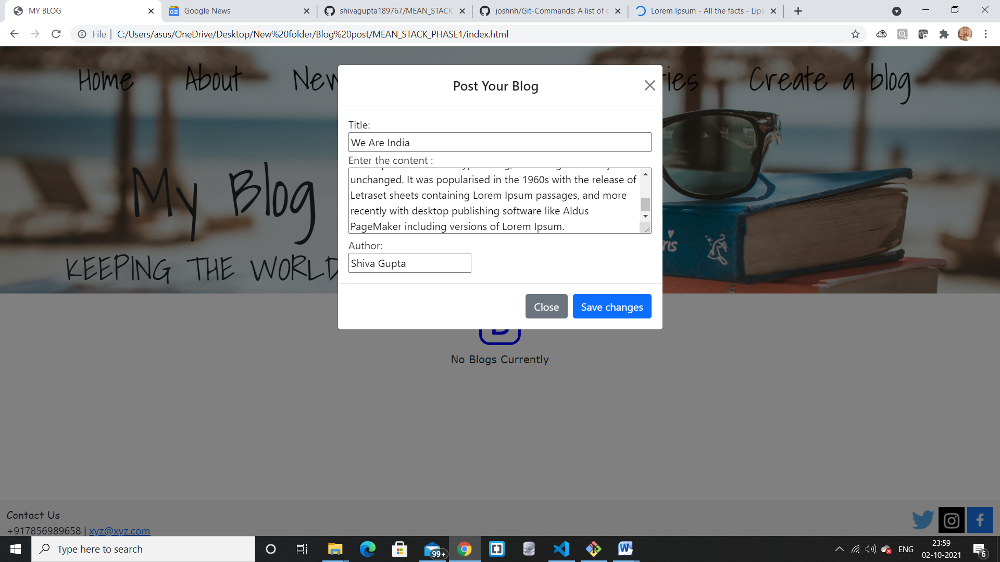 MY BLOG
Google News
shivagupta189767/MEAN_STACK
joshnh/Git-Commands: A list of c
Lorem Ipsum - All the facts - Lips
File
C:/Users/asus/OneDrive/Desktop/New%20folder/Blog%20post/MEAN_STACK_PHASE1/index.html
Home About New ies Create a blog
Post Your Blog
Title:
We Are India
Enter the content :
unchanged. It was popularised in the 1960s with the release of
Letraset sheets containing Lorem Ipsum passages, and more
recently with desktop publishing software like Aldus
PageMaker including versions of Lorem Ipsum.
Author:
Shiva Gupta
Close Save changes
My Blog
KEEPING THE WORLD
No Blogs Currently
Contact Us
+917856989658 | xyz@xyz.com
Type here to search
99+
ENG
23:59
02-10-2021
6